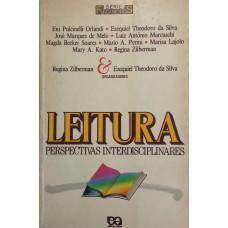 SÉRIE
Eni Pulcinelli Orlandi • Ezequiel Theodoro da Silva
José Marques de Melo • Luiz Antônio Marcuschi
Magda Becker Soares • Mario A. Perini • Marisa Lajolo
Mary A. Kato • Regina Zilberman
Regina Zilberman & Ezequiel Theodoro da Silva
ORGANIZADORES
LEITURA
PERSPECTIVAS INTERDISCIPLINARES